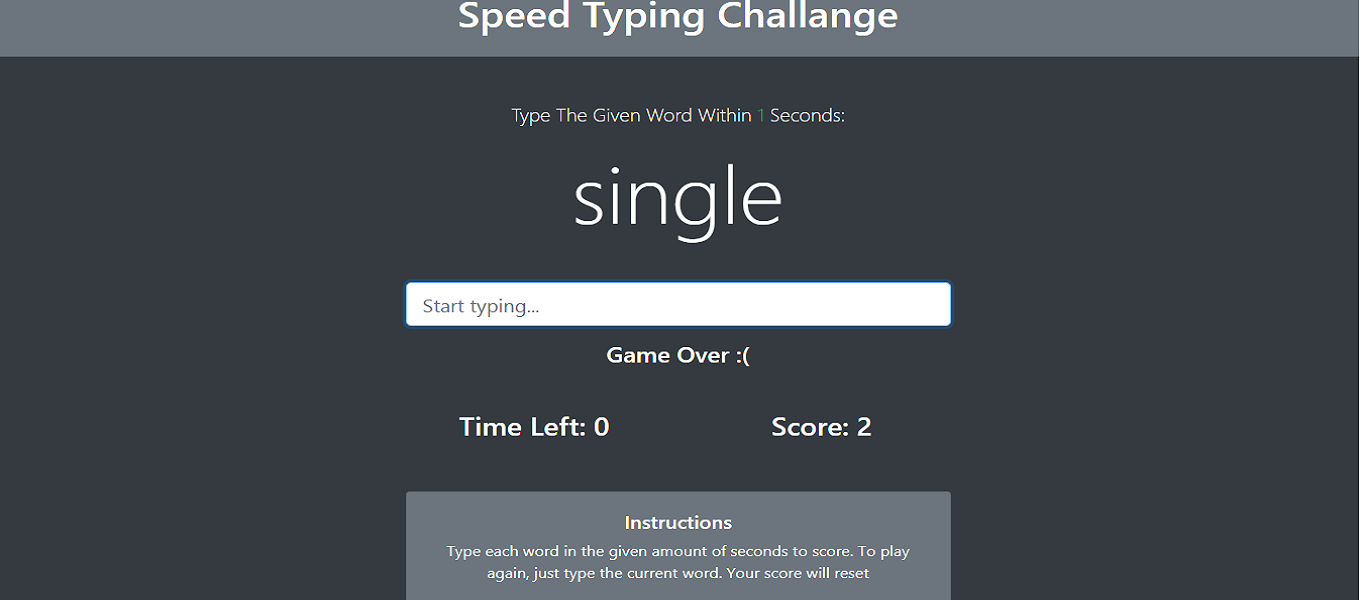 Speed Typing Challange
Type The Given Word Within 1 Seconds:
single
Start typing...
Game Over :(
Time Left: 0 Score: 2
Instructions
Type each word in the given amount of seconds to score. To play
again, just type the current word. Your score will reset